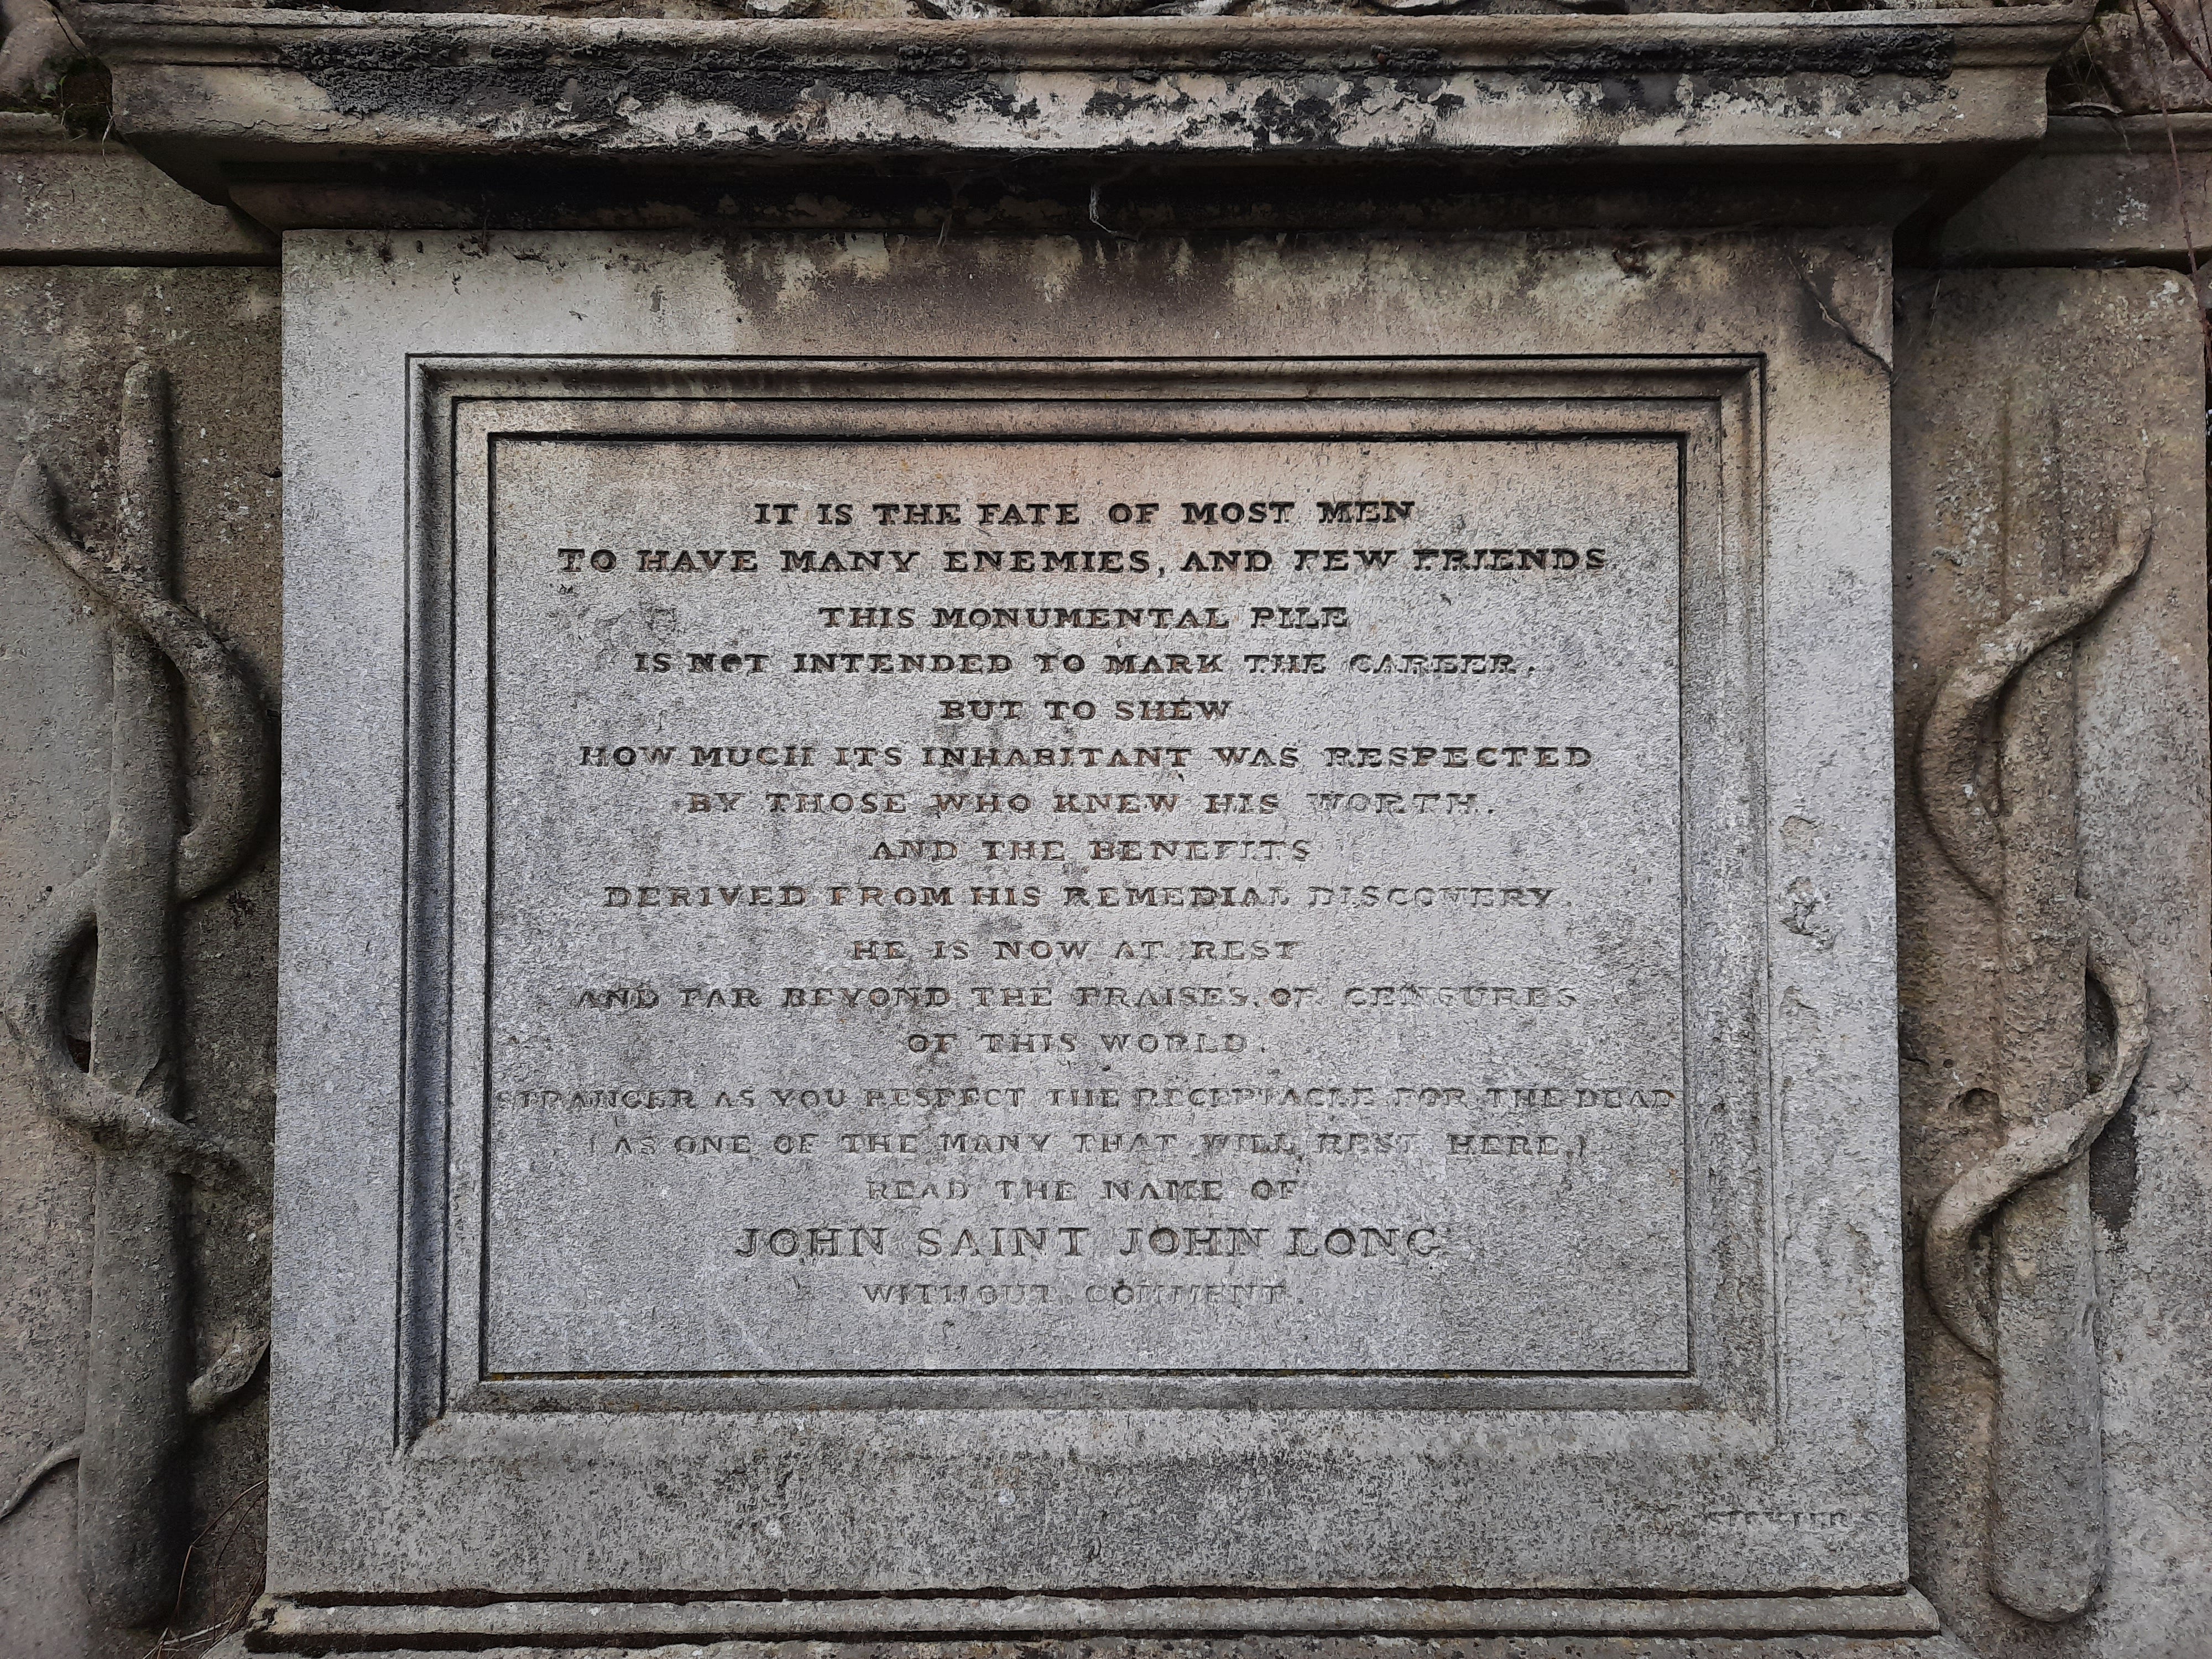 IT IS THE FATE OF MOST MEN
TO HAVE MANY ENEMIES, AND FEW FRIENDS
THIS MONUMENTAL PILE
IS NOT INTENDED TO MARK THE CAREER,
BUT TO SHEW
HOW MUCH ITS INHABITANT WAS RESPECTED
BY THOSE WHO KNEW HIS WORTH,
AND THE BENEFITS
DERIVED FROM HIS REMEDIAL DISCOVERY.
HE IS NOW AT REST
AND FAR BEYOND THE PRAISES, OR CENSURES
OF THIS WORLD.
STRANGER AS YOU RESPECT THE RECEPTACLE FOR THE DEAD
(AS ONE OF THE MANY THAT WILL REST HERE,)
READ THE NAME OF
JOHN SAINT JOHN LONG
WITHOUT COMMENT.